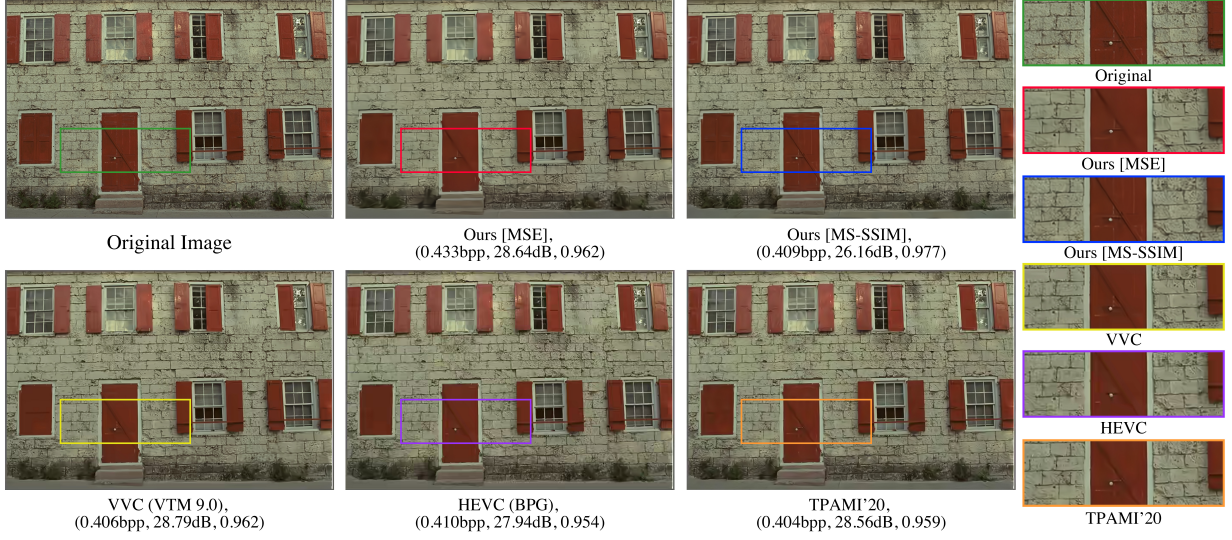 Original
Ours [MSE]
Original Image
Ours [MSE],
(0.433bpp, 28.64dB, 0.962)
Ours [MS-SSIM],
(0.409bpp, 26.16dB, 0.977)
Ours [MS-SSIM]
VVC
HEVC
VVC (VTM 9.0),
(0.406bpp, 28.79dB, 0.962)
HEVC (BPG),
(0.410bpp, 27.94dB, 0.954)
TPAMI'20,
(0.404bpp, 28.56dB, 0.959)
TPAMI'20